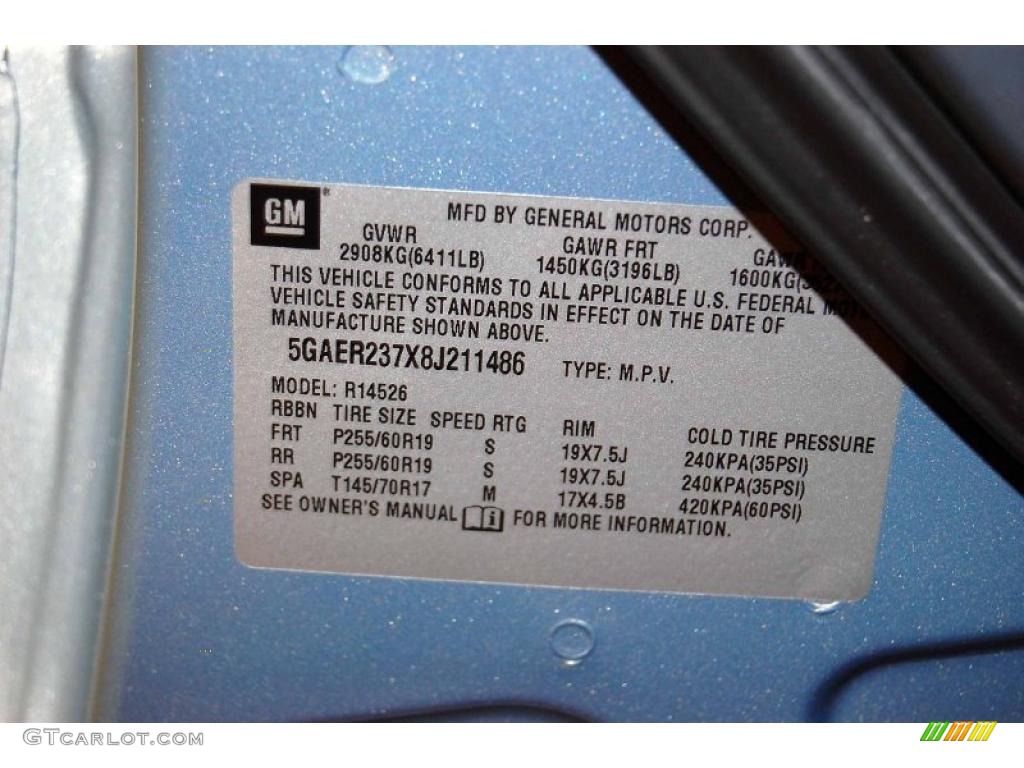 GM
MFD BY GENERAL MOTORS CORP.
GVWR GAWR FRT
2908KG(6411LB) 1450KG(3196LB) 1600KG
THIS VEHICLE CONFORMS TO ALL APPLICABLE U.S. FEDERAL
VEHICLE SAFETY STANDARDS IN EFFECT ON THE DATE OF
MANUFACTURE SHOWN ABOVE.
5GAER237X8J211486 TYPE: M.P.V.
MODEL: R14526
RBBN TIRE SIZE SPEED RTG RIM COLD TIRE PRESSURE
FRT P255/60R19 S 19X7.5J 240KPA(35PSI)
RR P255/60R19 S 19X7.5J 240KPA(35PSI)
SPA T145/70R17 M 17X4.5B 420KPA(60PSI)
SEE OWNER'S MANUAL FOR MORE INFORMATION.
GTcarlot.com